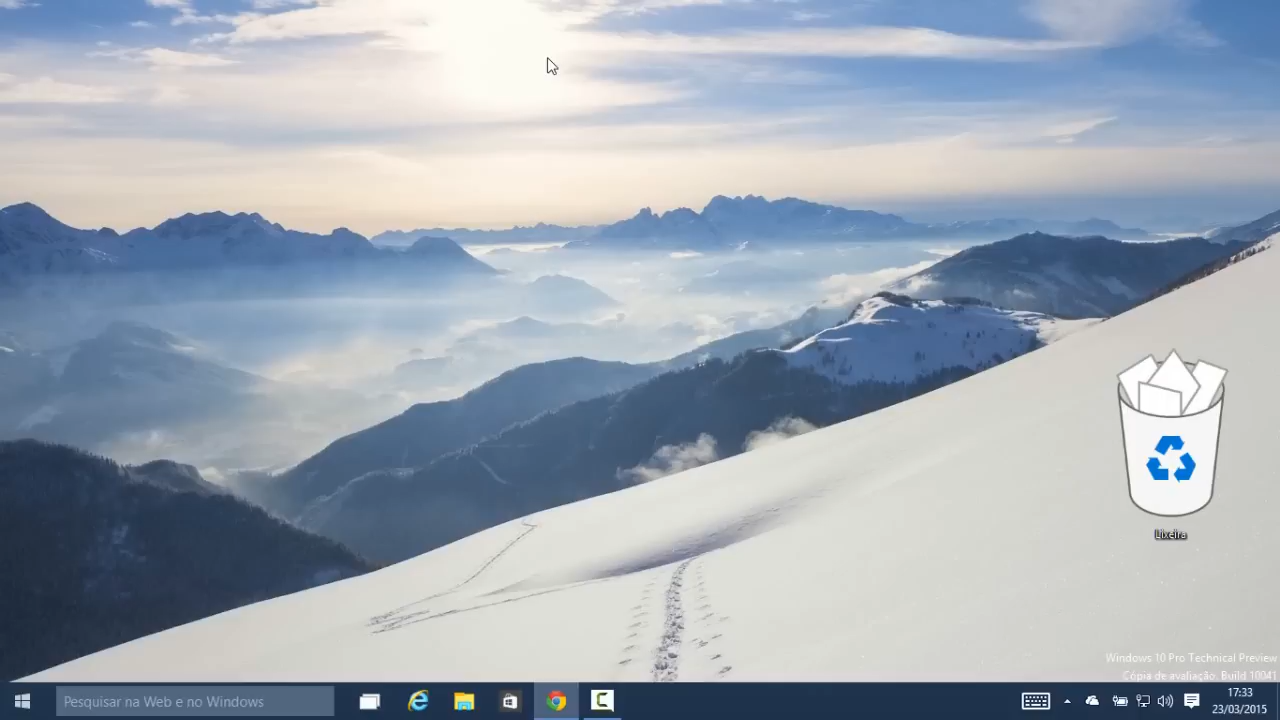 Lixeira
Windows 10 Pro Technical Preview
Cópia de avaliação. Build 10041
Pesquisar na Web e no Windows
17:33
23/03/2015